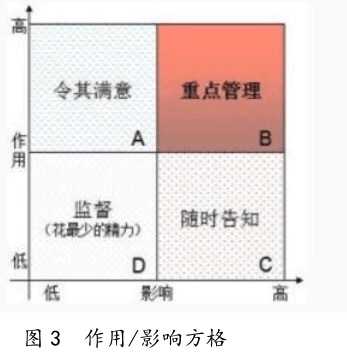 高
令其满意
重点管理
A
B
作用
监督
(花最少的精力)
随时告知
低
D
C
低
影响
高
图3 作用/影响方格